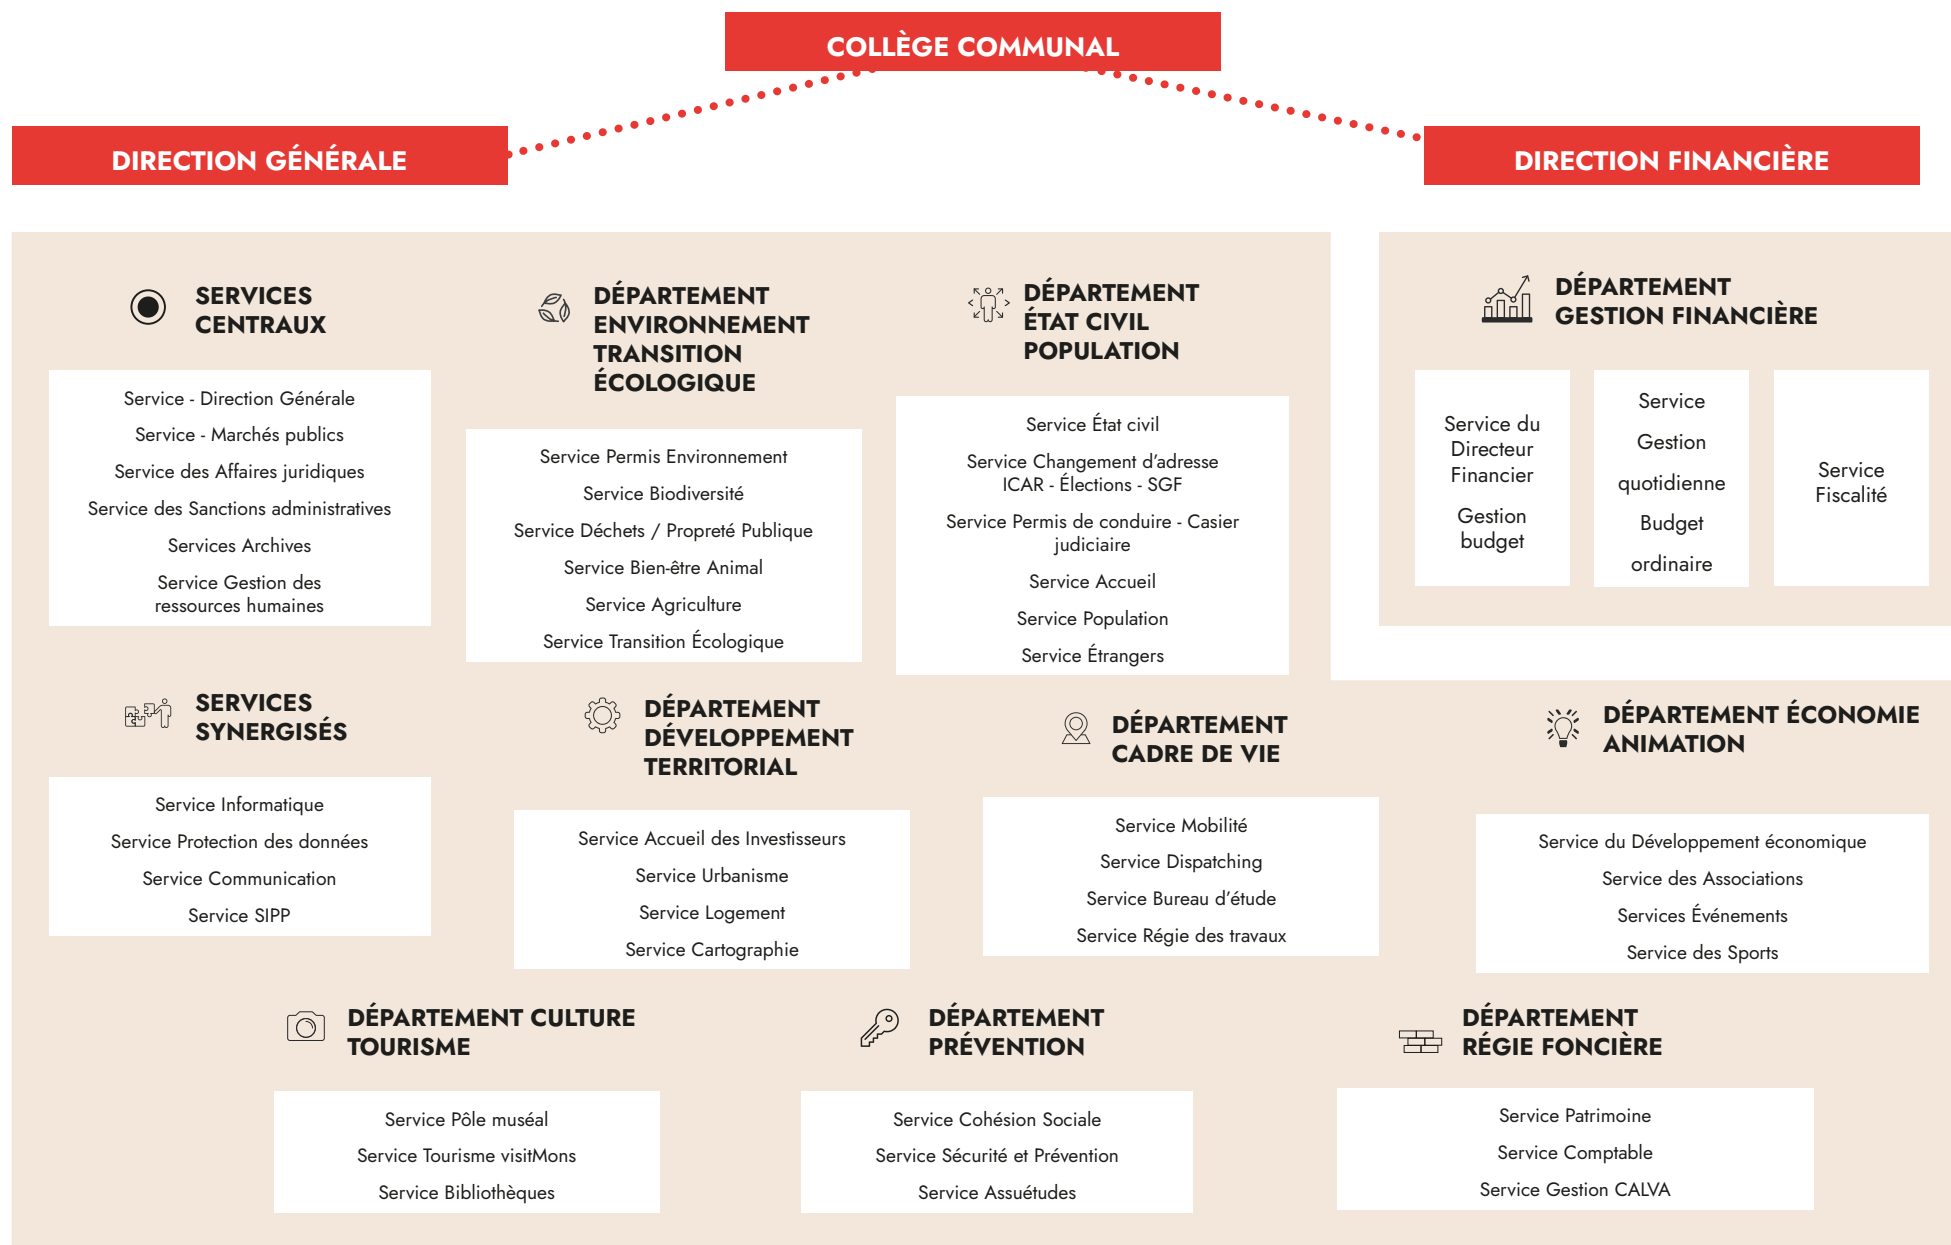 COLLÈGE COMMUNAL
DIRECTION GÉNÉRALE
DIRECTION FINANCIÈRE
SERVICES
CENTRAUX
Service - Direction Générale
Service - Marchés publics
Service des Affaires juridiques
Service des Sanctions administratives
Services Archives
Service Gestion des
ressources humaines
DÉPARTEMENT
ENVIRONNEMENT
TRANSITION
ÉCOLOGIQUE
Service Permis Environnement
Service Biodiversité
Service Déchets / Propreté Publique
Service Bien-être Animal
Service Agriculture
Service Transition Écologique
DÉPARTEMENT
ÉTAT CIVIL
POPULATION
Service État civil
Service Changement d’adresse
ICAR - Élections - SGF
Service Permis de conduire - Casier
judiciaire
Service Accueil
Service Population
Service Étrangers
DÉPARTEMENT
GESTION FINANCIÈRE
Service du
Directeur
Financier
Gestion
budget
Service
Gestion
quotidienne
Budget
ordinaire
Service
Fiscalité
SERVICES
SYNERGISÉS
Service Informatique
Service Protection des données
Service Communication
Service SIPP
DÉPARTEMENT
DÉVELOPPEMENT
TERRITORIAL
Service Accueil des Investisseurs
Service Urbanisme
Service Logement
Service Cartographie
DÉPARTEMENT
CADRE DE VIE
Service Mobilité
Service Dispatching
Service Bureau d’étude
Service Régie des travaux
DÉPARTEMENT ÉCONOMIE
ANIMATION
Service du Développement économique
Service des Associations
Services Événements
Service des Sports
DÉPARTEMENT CULTURE
TOURISME
Service Pôle muséal
Service Tourisme visitMons
Service Bibliothèques
DÉPARTEMENT
PRÉVENTION
Service Cohésion Sociale
Service Sécurité et Prévention
Service Assuétudes
DÉPARTEMENT
RÉGIE FONCIÈRE
Service Patrimoine
Service Comptable
Service Gestion CALVA